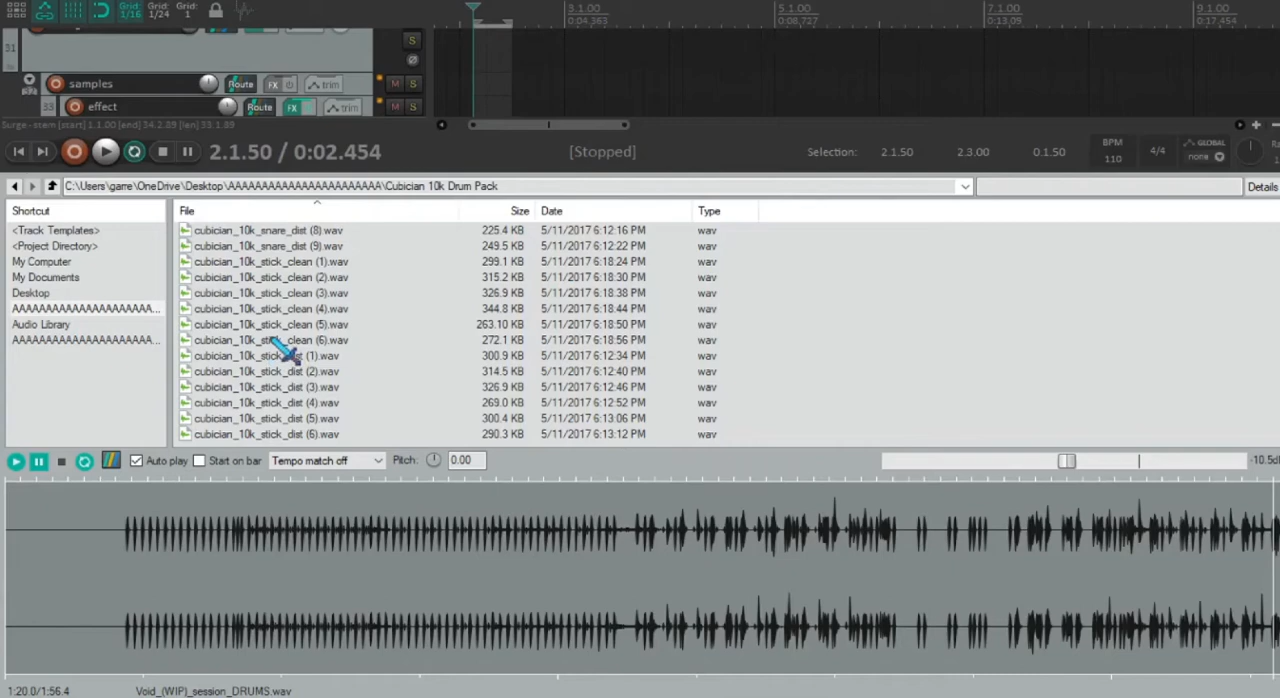 Grid: Grid: Grid:
1/16 1/24 1
3.1.00 5.1.00 7.1.00 9.1.00
0:04.363 0:08.727 0:13.09 0:17.454
31
S
samples Route FX trim M S
33 effect Route FX trim M S
Surge - stem [start] 1.1.00 [end] 34.2.89 [len] 33.1.89
2.1.50 / 0:02.454 [Stopped] Selection: 2.1.50 2.3.00 0.1.50 BPM 110 4/4 GLOBAL none
C:\Users\garre\OneDrive\Desktop\AAAAAAAAAAAAAAAAAAAAAAA\Cubician 10k Drum Pack Details
Shortcut File Size Date Type
<Track Templates> cubician_10k_snare_dist (8).wav 225.4 KB 5/11/2017 6:12:16 PM wav
<Project Directory> cubician_10k_snare_dist (9).wav 249.5 KB 5/11/2017 6:12:22 PM wav
My Computer cubician_10k_stick_clean (1).wav 299.1 KB 5/11/2017 6:18:24 PM wav
My Documents cubician_10k_stick_clean (2).wav 315.2 KB 5/11/2017 6:18:30 PM wav
Desktop cubician_10k_stick_clean (3).wav 326.9 KB 5/11/2017 6:18:38 PM wav
AAAAAAAAAAAAAAAAAAAAA... cubician_10k_stick_clean (4).wav 344.8 KB 5/11/2017 6:18:44 PM wav
Audio Library cubician_10k_stick_clean (5).wav 263.10 KB 5/11/2017 6:18:50 PM wav
AAAAAAAAAAAAAAAAAAAAA... cubician_10k_stick_clean (6).wav 272.1 KB 5/11/2017 6:18:56 PM wav
cubician_10k_stick_dist (1).wav 300.9 KB 5/11/2017 6:12:34 PM wav
cubician_10k_stick_dist (2).wav 314.5 KB 5/11/2017 6:12:40 PM wav
cubician_10k_stick_dist (3).wav 326.9 KB 5/11/2017 6:12:46 PM wav
cubician_10k_stick_dist (4).wav 269.0 KB 5/11/2017 6:12:52 PM wav
cubician_10k_stick_dist (5).wav 300.4 KB 5/11/2017 6:13:06 PM wav
cubician_10k_stick_dist (6).wav 290.3 KB 5/11/2017 6:13:12 PM wav
Auto play Start on bar Tempo match off Pitch: 0.00 -10.5d
1:20.0/1:56.4 Void_(WIP)_session_DRUMS.wav